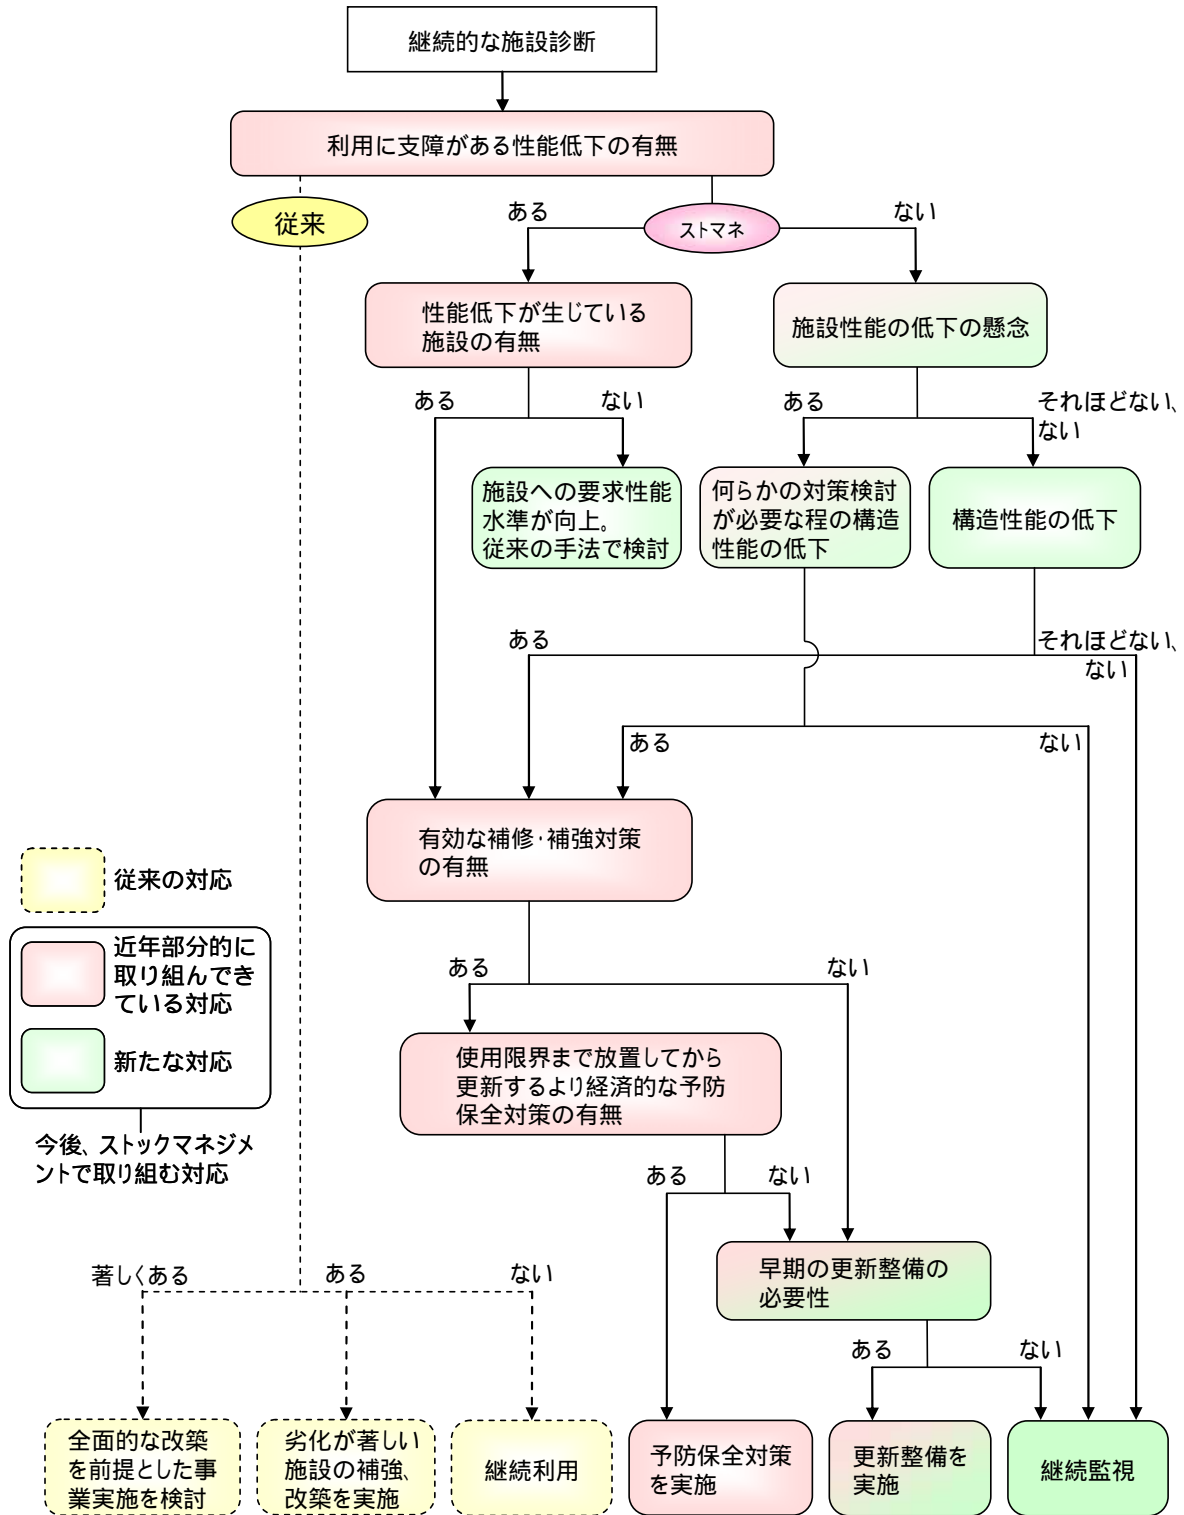 継続的な施設診断
利用に支障がある性能低下の有無
従来
ストマネ
ある
ない
性能低下が生じている
施設の有無
施設性能の低下の懸念
ある
ない
ある
それほどない、
ない
施設への要求性能
水準が向上。
従来の手法で検討
何らかの対策検討
が必要な程の構造
性能の低下
構造性能の低下
ある
それほどない、
ない
ある
ない
有効な補修・補強対策
の有無
従来の対応
近年部分的に
取り組んでき
ている対応
新たな対応
今後、ストックマネジメ
ントで取り組む対応
ある
ない
使用限界まで放置してから
更新するより経済的な予防
保全対策の有無
ある
ない
早期の更新整備の
必要性
著しくある
ある
ない
ある
ない
全面的な改築
を前提とした事
業実施を検討
劣化が著しい
施設の補強、
改築を実施
継続利用
予防保全対策
を実施
更新整備を
実施
継続監視